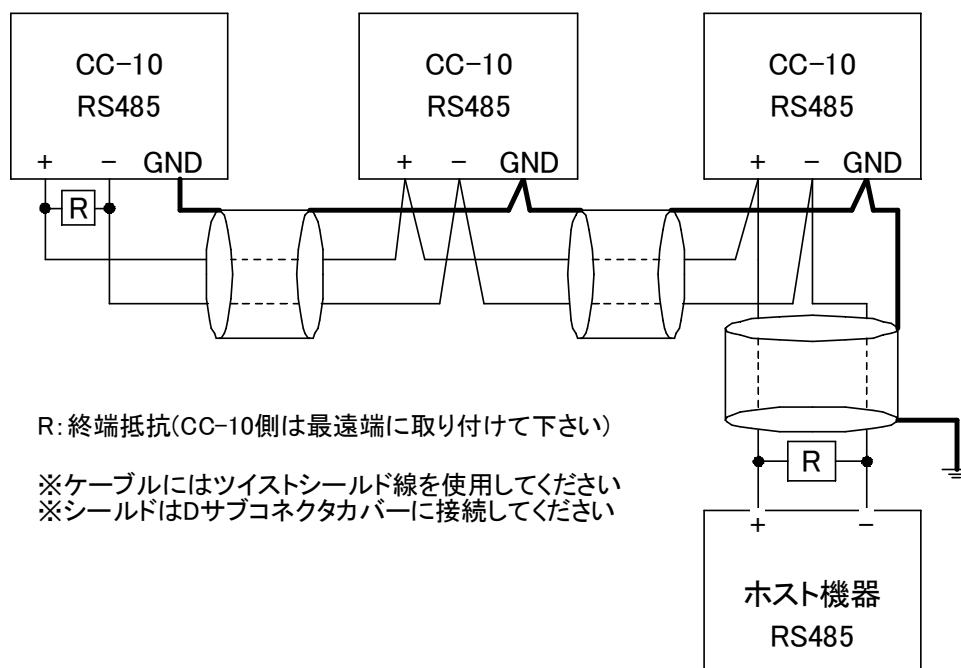 CC-10
RS485
+ − GND
R
CC-10
RS485
+ − GND
CC-10
RS485
+ − GND
R:終端抵抗(CC-10側は最遠端に取り付けて下さい)
※ケーブルにはツイストシールド線を使用してください
※シールドはDサブコネクタカバーに接続してください
R
+ −
ホスト機器
RS485